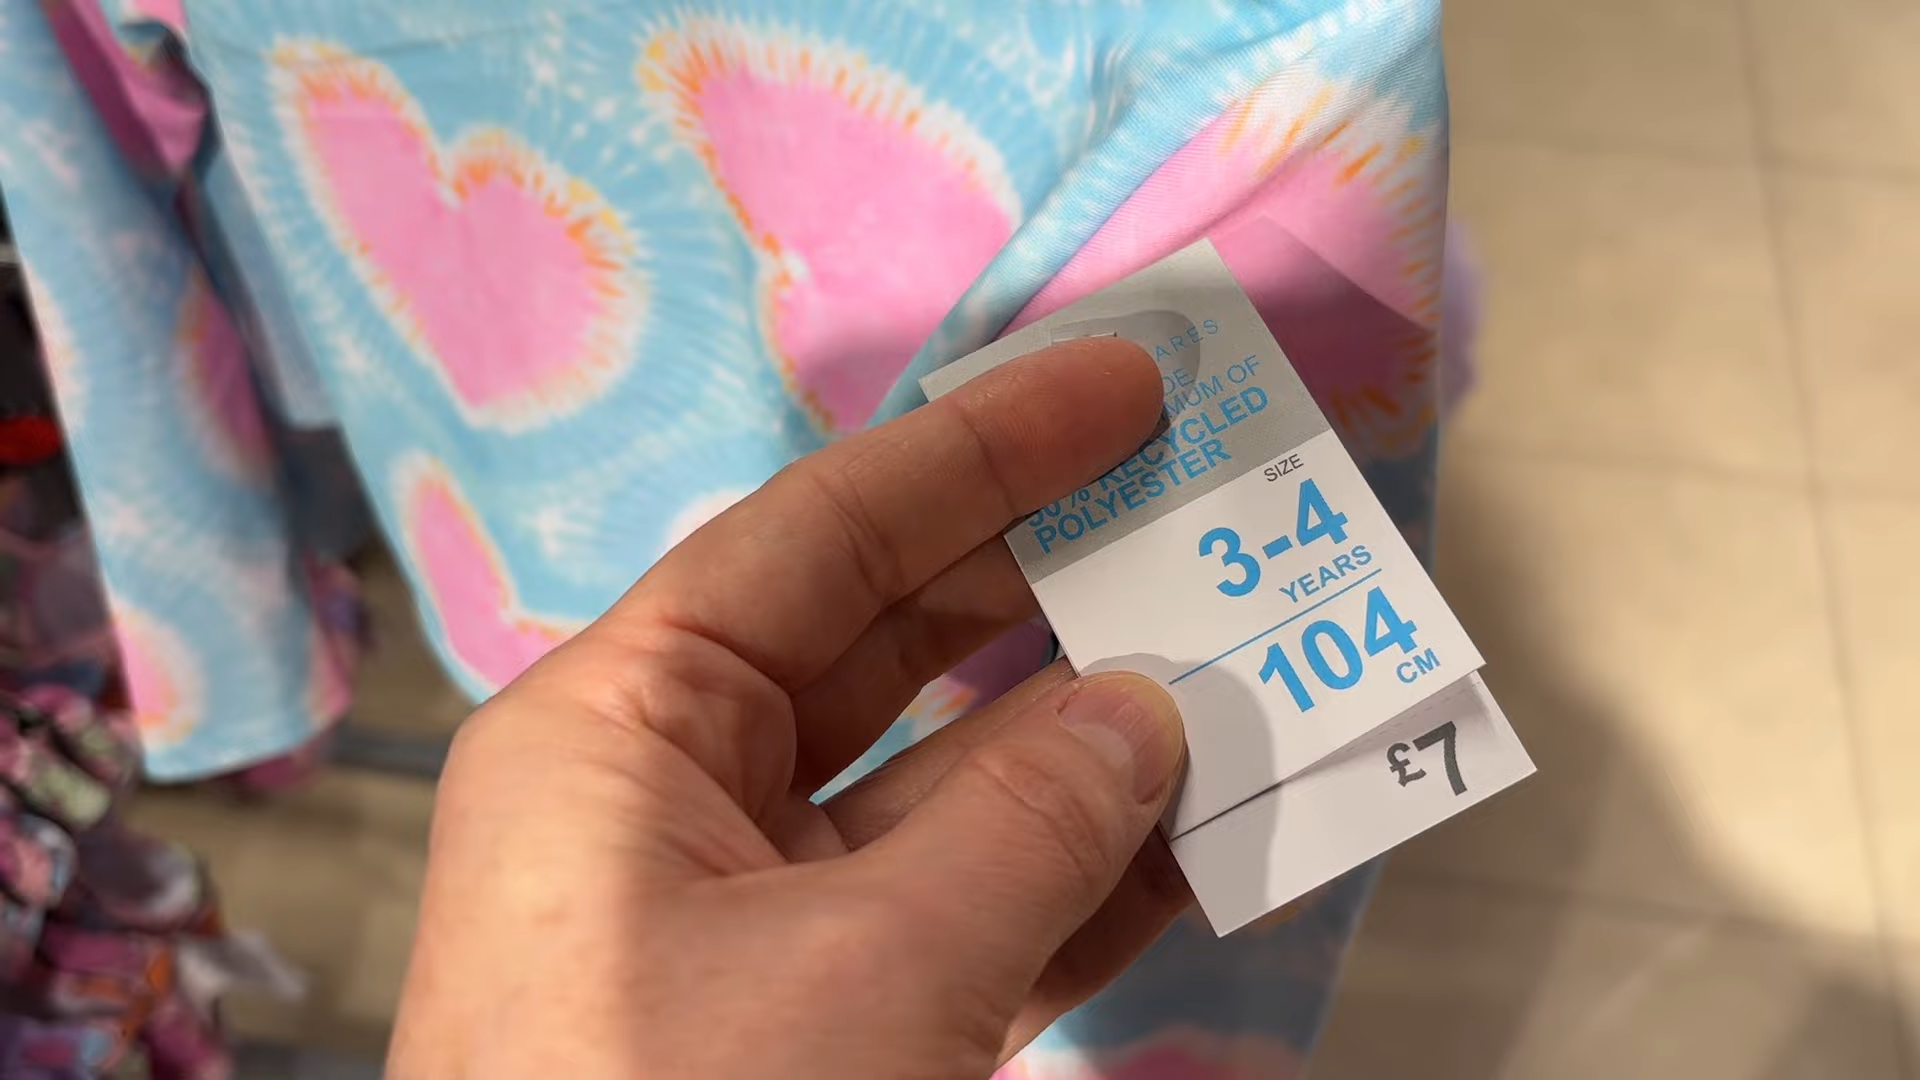 MUM OF
RECYCLED
POLYESTER
SIZE
3-4
YEARS
104
CM
£7